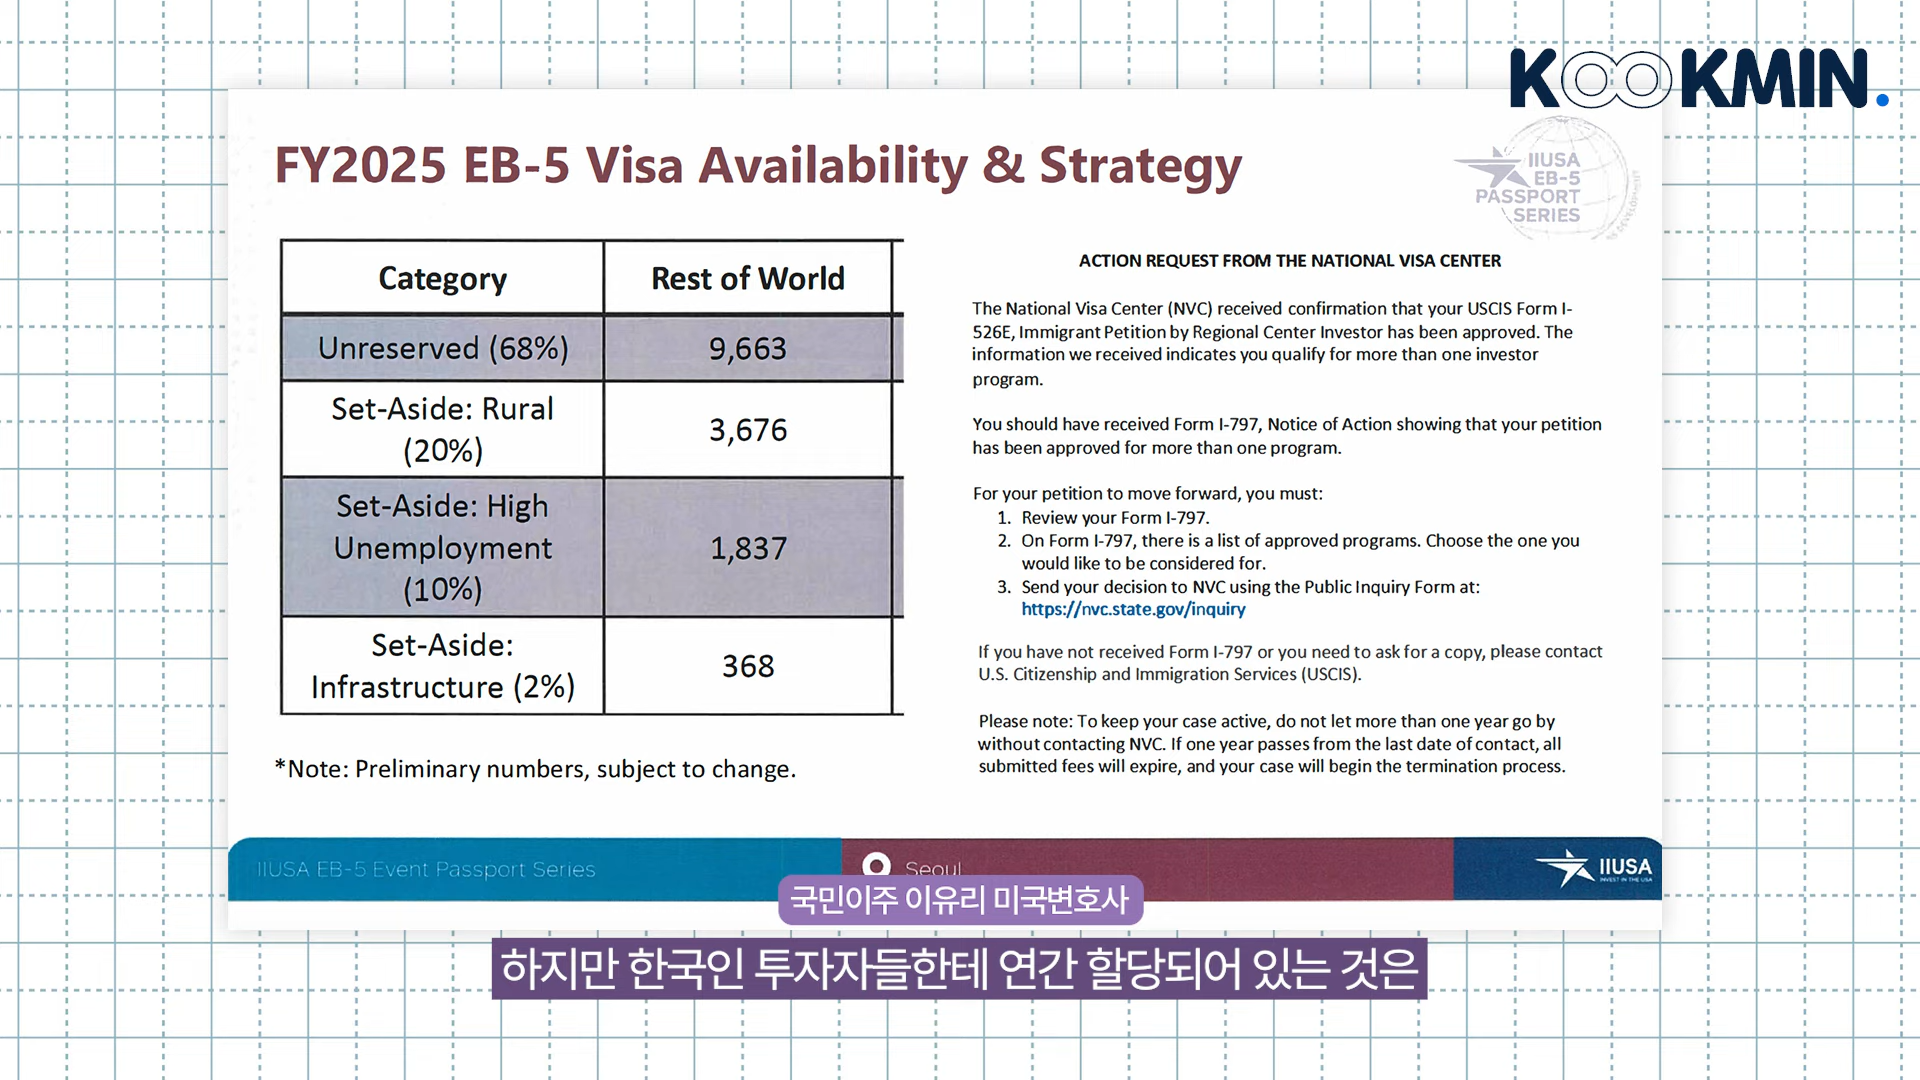 KOOKMIN.
FY2025 EB-5 Visa Availability & Strategy
IIUSA
EB-5
PASSPORT
SERIES
Category
Rest of World
Unreserved (68%)
9,663
Set-Aside: Rural
(20%)
3,676
Set-Aside: High
Unemployment
(10%)
1,837
Set-Aside:
Infrastructure (2%)
368
*Note: Preliminary numbers, subject to change.
ACTION REQUEST FROM THE NATIONAL VISA CENTER
The National Visa Center (NVC) received confirmation that your USCIS Form I-
526E, Immigrant Petition by Regional Center Investor has been approved. The
information we received indicates you qualify for more than one investor
program.
You should have received Form I-797, Notice of Action showing that your petition
has been approved for more than one program.
For your petition to move forward, you must:
1. Review your Form I-797.
2. On Form I-797, there is a list of approved programs. Choose the one you
would like to be considered for.
3. Send your decision to NVC using the Public Inquiry Form at:
https://nvc.state.gov/inquiry
If you have not received Form I-797 or you need to ask for a copy, please contact
U.S. Citizenship and Immigration Services (USCIS).
Please note: To keep your case active, do not let more than one year go by
without contacting NVC. If one year passes from the last date of contact, all
submitted fees will expire, and your case will begin the termination process.
IIUSA EB-5 Event Passport Series
Seoul
IIUSA
INVEST IN THE USA
국민이주 이유리 미국변호사
하지만 한국인 투자자들한테 연간 할당되어 있는 것은